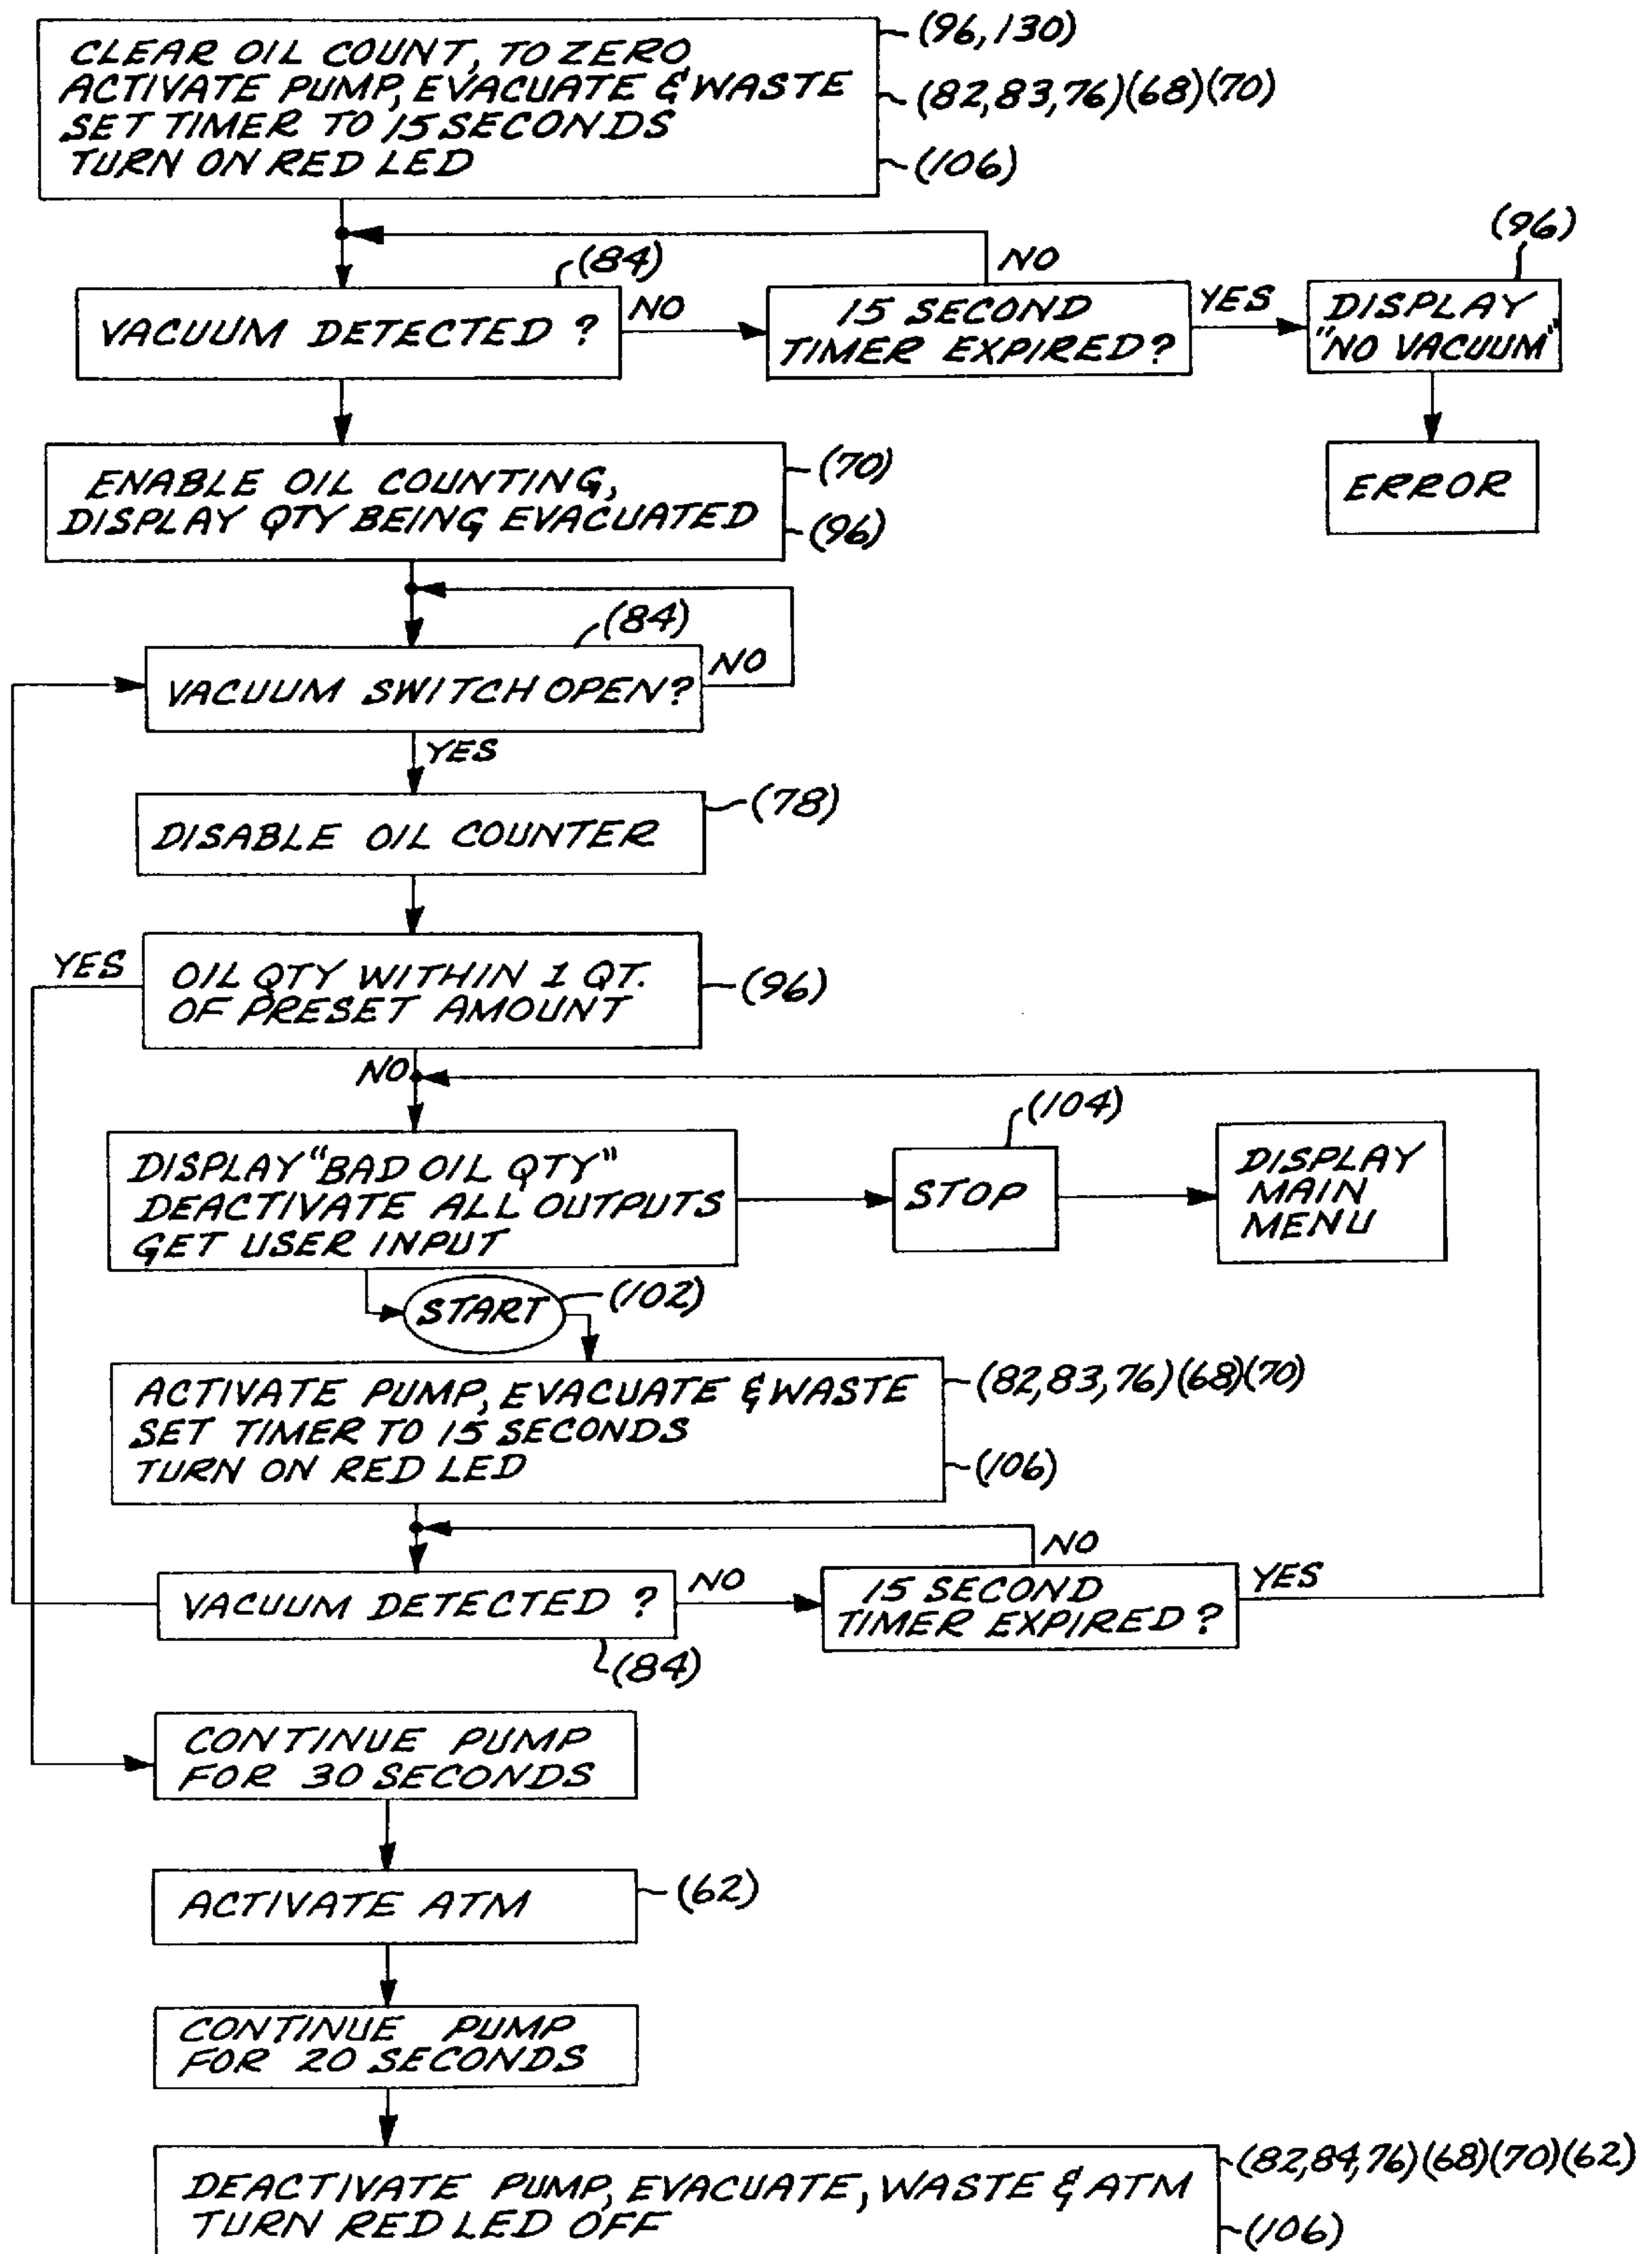 CLEAR OIL COUNT, TO ZERO
ACTIVATE PUMP, EVACUATE & WASTE
SET TIMER TO 15 SECONDS
TURN ON RED LED
(96,130)
(82,83,76)(68)(70)
(106)
VACUUM DETECTED ?
(84)
NO
15 SECOND
TIMER EXPIRED?
NO
YES
DISPLAY
"NO VACUUM"
(96)
ERROR
ENABLE OIL COUNTING,
DISPLAY QTY BEING EVACUATED
(70)
(96)
VACUUM SWITCH OPEN?
(84)
NO
YES
DISABLE OIL COUNTER
(78)
YES
OIL QTY WITHIN 1 QT.
OF PRESET AMOUNT
(96)
NO
DISPLAY "BAD OIL QTY"
DEACTIVATE ALL OUTPUTS
GET USER INPUT
STOP
(104)
DISPLAY
MAIN
MENU
START
(102)
ACTIVATE PUMP, EVACUATE & WASTE
SET TIMER TO 15 SECONDS
TURN ON RED LED
(82,83,76)(68)(70)
(106)
VACUUM DETECTED ?
(84)
NO
15 SECOND
TIMER EXPIRED?
NO
YES
CONTINUE PUMP
FOR 30 SECONDS
ACTIVATE ATM
(62)
CONTINUE PUMP
FOR 20 SECONDS
DEACTIVATE PUMP, EVACUATE, WASTE & ATM
TURN RED LED OFF
(82,84,76)(68)(70)(62)
(106)